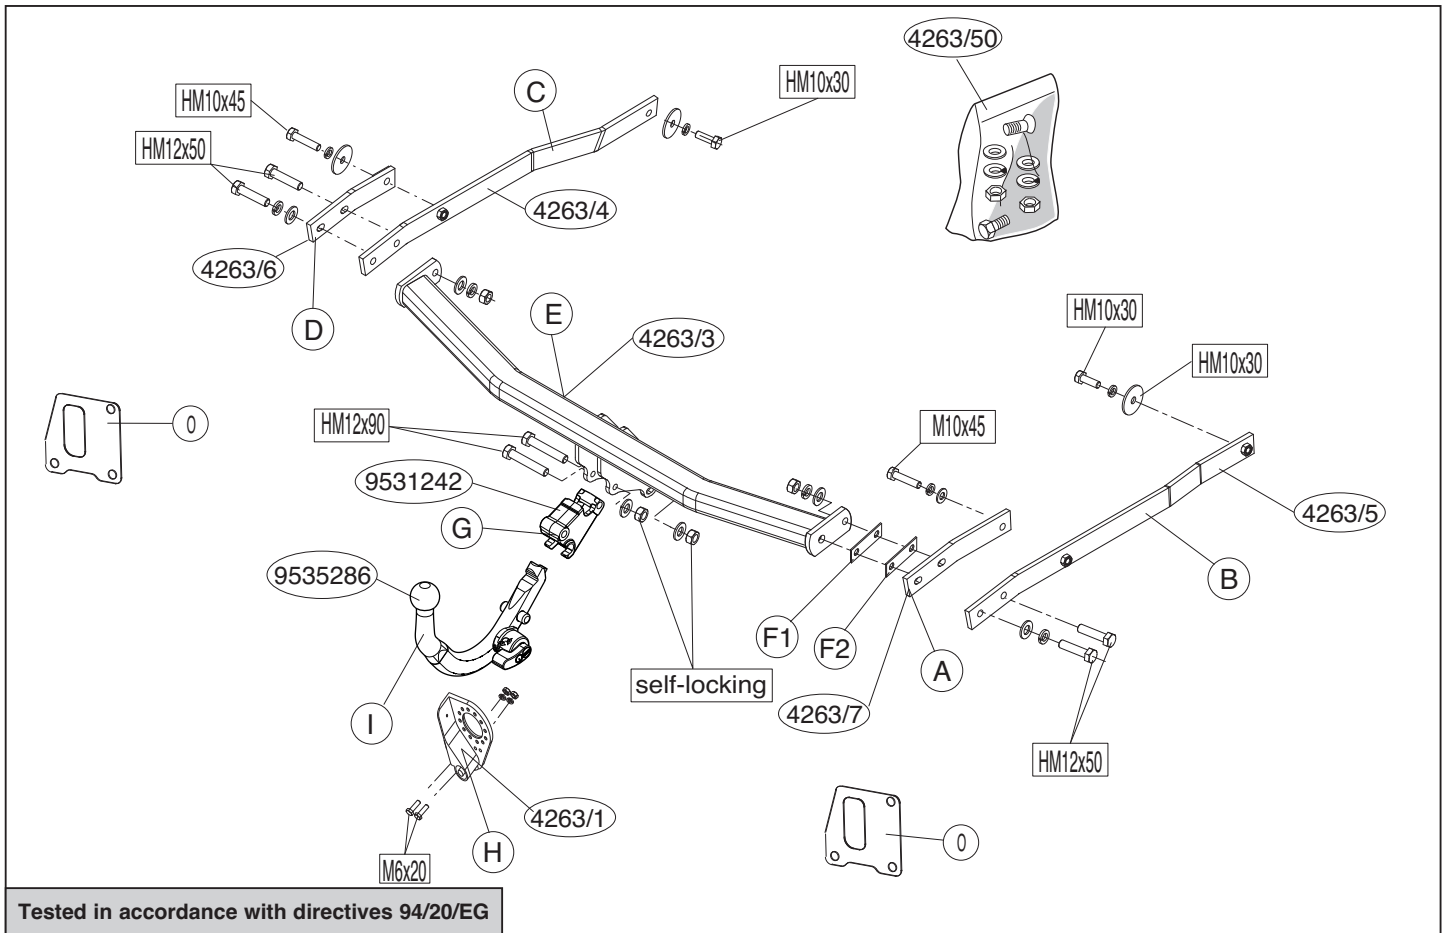 4263/50
HM10x45
C
HM10x30
HM12x50
4263/4
4263/6
D
E
4263/3
HM10x30
HM10x30
0
HM12x90
M10x45
9531242
G
4263/5
B
9535286
F1
F2
A
self-locking
4263/7
I
HM12x50
4263/1
H
0
M6x20
Tested in accordance with directives 94/20/EG